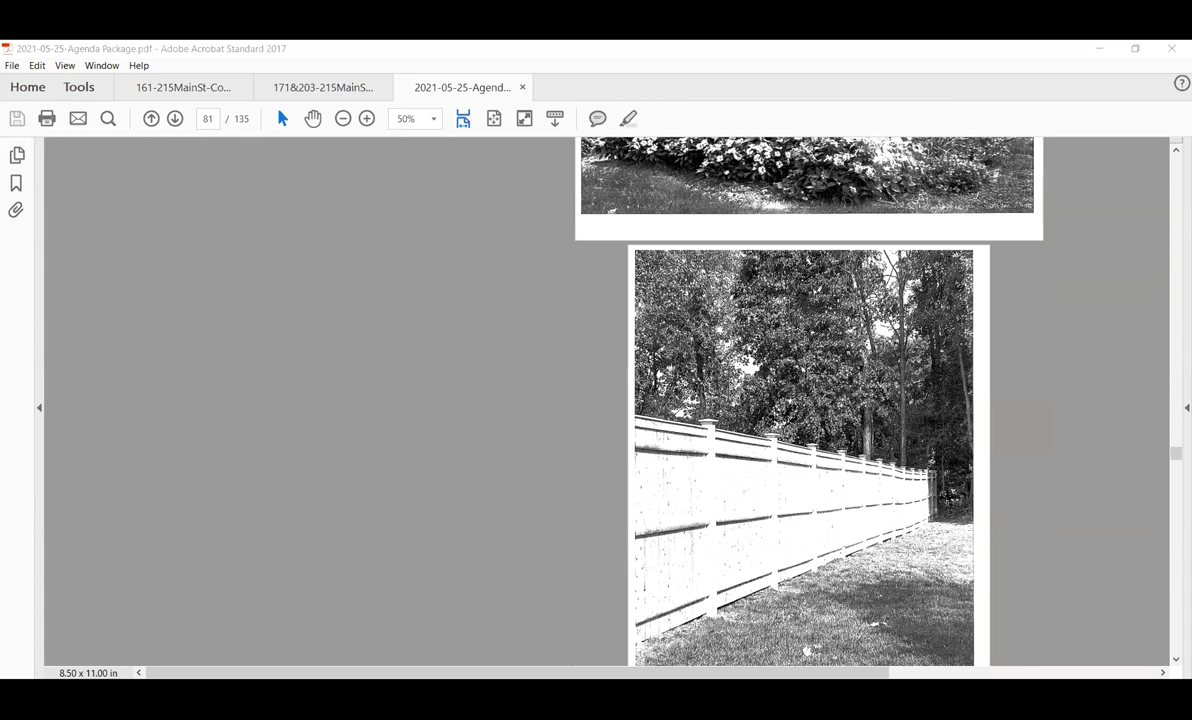 2021-05-25-Agenda Package.pdf - Adobe Acrobat Standard 2017
File Edit View Window Help
Home Tools 161-215MainSt-Co... 171&203-215MainS... 2021-05-25-Agend... ×
81 / 135 50%
8.50 x 11.00 in